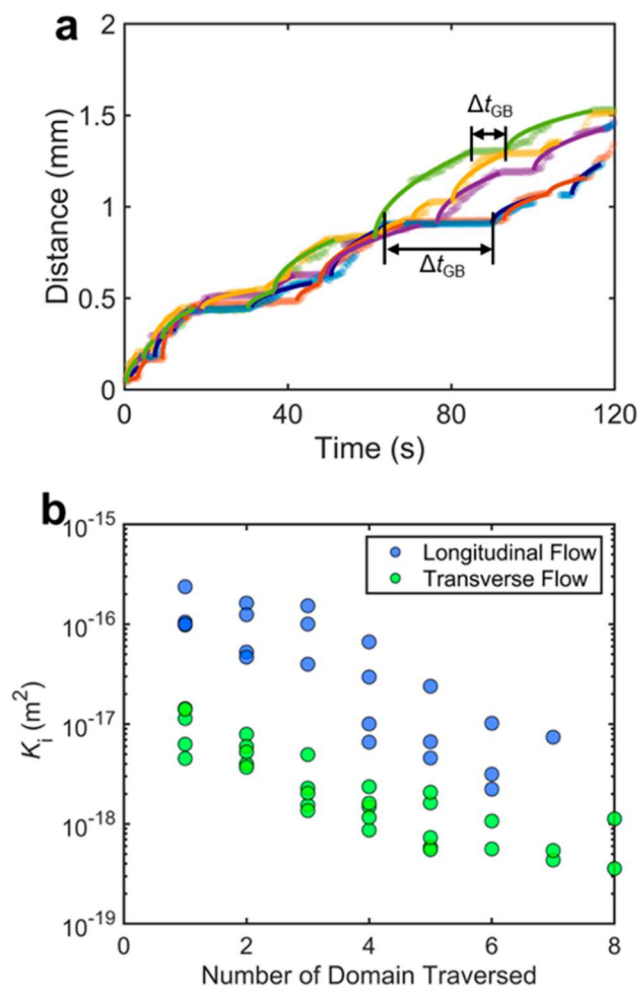 a
2
1.5
1
0.5
0
Distance (mm)
Δt_GB
Δt_GB
0 40 80 120
Time (s)
b
10^-15
10^-16
10^-17
10^-18
10^-19
K_i (m²)
Longitudinal Flow
Transverse Flow
0 2 4 6 8
Number of Domain Traversed